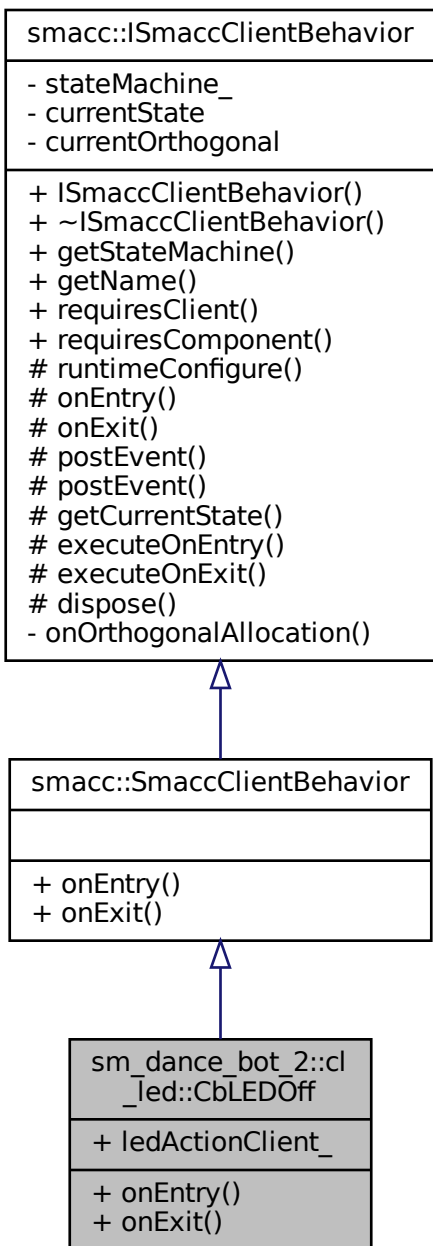 smacc::ISmaccClientBehavior
- stateMachine_
- currentState
- currentOrthogonal
+ ISmaccClientBehavior()
+ ~ISmaccClientBehavior()
+ getStateMachine()
+ getName()
+ requiresClient()
+ requiresComponent()
# runtimeConfigure()
# onEntry()
# onExit()
# postEvent()
# postEvent()
# getCurrentState()
# executeOnEntry()
# executeOnExit()
# dispose()
- onOrthogonalAllocation()
smacc::SmaccClientBehavior
+ onEntry()
+ onExit()
sm_dance_bot_2::cl
_led::CbLEDOff
+ ledActionClient_
+ onEntry()
+ onExit()